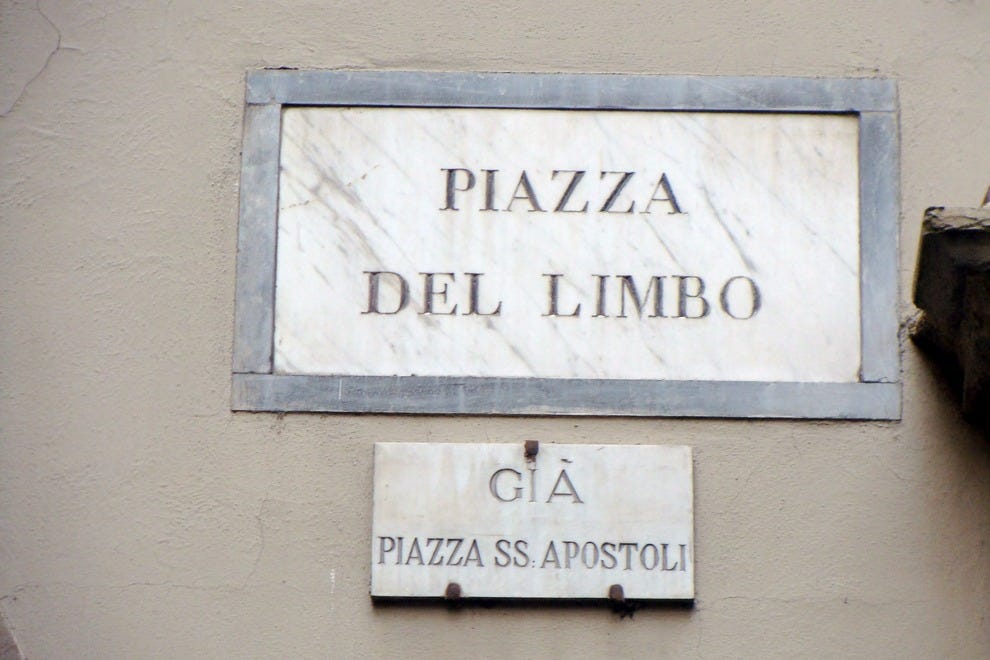 PIAZZA
DEL LIMBO
GIÀ
PIAZZA SS. APOSTOLI